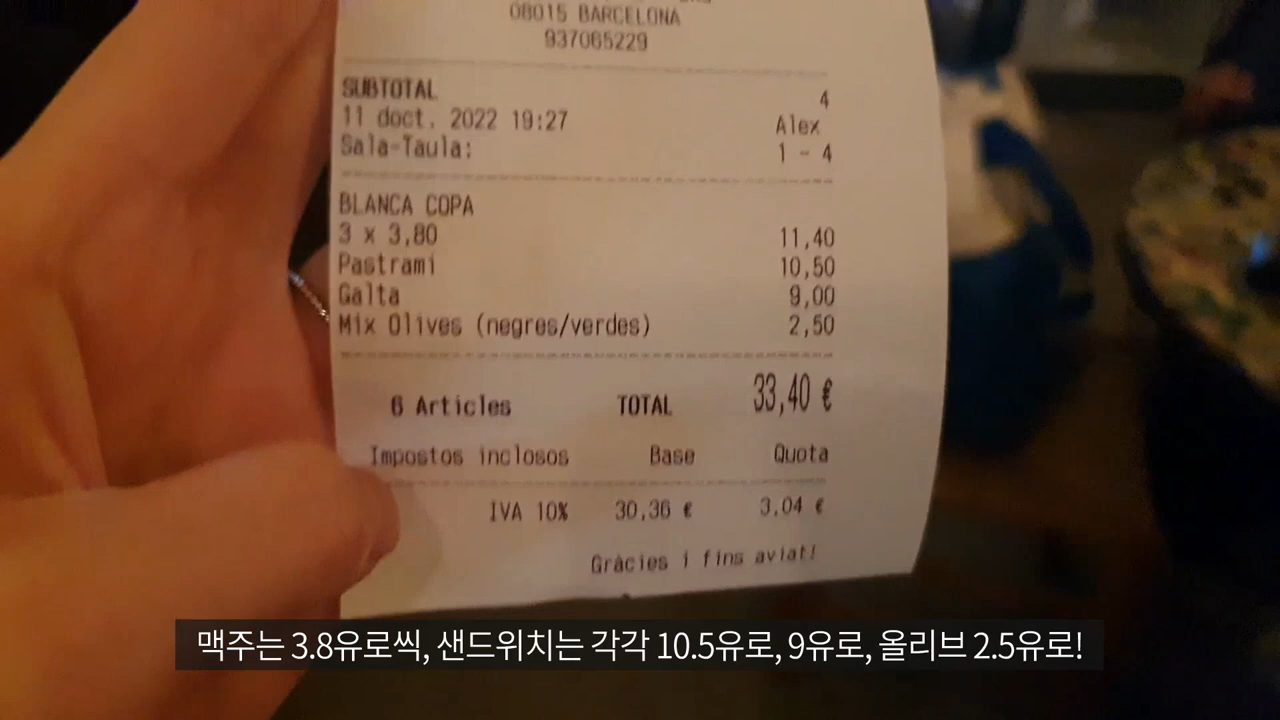 08015 BARCELONA
937065229
SUBTOTAL 4
11 doct. 2022 19:27 Alex
Sala-Taula: 1 - 4
BLANCA COPA
3 x 3,80 11,40
Pastrami 10,50
Galta 9,00
Mix Olives (negres/verdes) 2,50
6 Articles TOTAL 33,40 €
Impostos inclosos Base Quota
IVA 10% 30,36 € 3,04 €
Gràcies i fins aviat!
맥주는 3.8유로씩, 샌드위치는 각각 10.5유로, 9유로, 올리브 2.5유로!